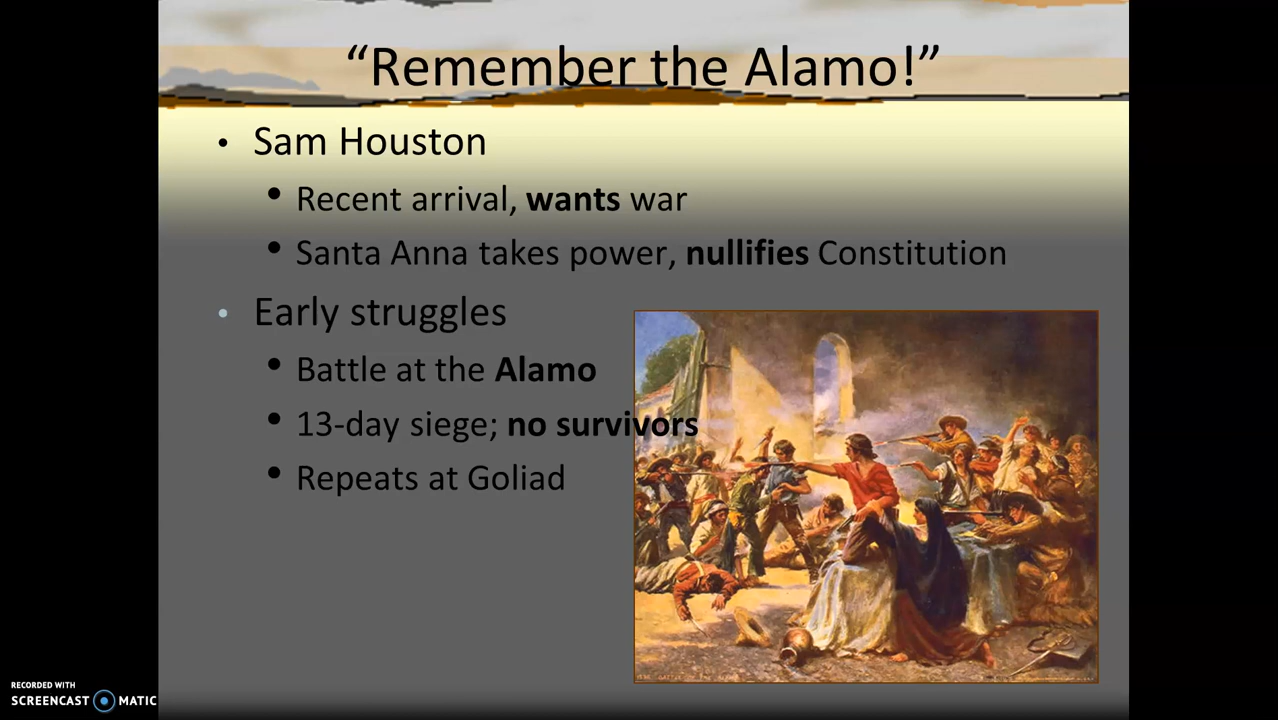 “Remember the Alamo!”
• Sam Houston
• Recent arrival, wants war
• Santa Anna takes power, nullifies Constitution
• Early struggles
• Battle at the Alamo
• 13-day siege; no survivors
• Repeats at Goliad
RECORDED WITH
SCREENCAST MATIC